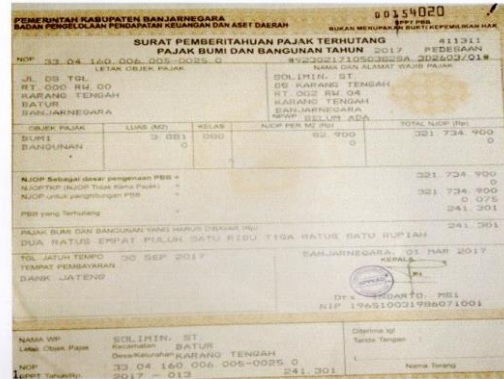 00154020
PEMERINTAH KABUPATEN BANJARNEGARA
BADAN PENGELOLAAN PENDAPATAN KEUANGAN DAN ASET DAERAH
SPPT PBB
BUKAN MERUPAKAN BUKTI KEPEMILIKAN HAK
SURAT PEMBERITAHUAN PAJAK TERHUTANG 411311
PAJAK BUMI DAN BANGUNAN TAHUN 2017 PEDESAAN
NOP 33.04.160.006.005-0025.0
LETAK OBJEK PAJAK NAMA DAN ALAMAT WAJIB PAJAK
JL. DS TGL SOLIMIN, ST
RT. 000 RW. 00 DS KARANG TENGAH
KARANG TENGAH RT. 002 RW 04
BATUR KARANG TENGAH
BANJARNEGARA BANJARNEGARA
NPWP BELUM ADA
OBJEK PAJAK LUAS (M2) KELAS NJOP PER M2 (Rp) TOTAL NJOP (Rp)
BUMI 3.881 080 82.900 321.734.900
BANGUNAN 0 0 0
NJOP Sebagai dasar pengenaan PBB = 321.734.900
NJOPTKP (NJOP Tidak Kena Pajak) = 0
NJOP untuk penghitungan PBB = 321.734.900
0.075
PBB yang Terhutang 241.301
PAJAK BUMI DAN BANGUNAN YANG HARUS DIBAYAR (Rp) 241.301
DUA RATUS EMPAT PULUH SATU RIBU TIGA RATUS SATU RUPIAH
TGL JATUH TEMPO 30 SEP 2017 BANJARNEGARA, 01 MAR 2017
TEMPAT PEMBAYARAN KEPALA
BANK JATENG
MSI
NIP 196510031986071001
NAMA WP SOLIMIN, ST Diterima tgl
Letak Objek Pajak Kecamatan BATUR Tanda Tangan
Desa/Kelurahan KARANG TENGAH
NOP 33.04.160.006.005-0025.0
SPPT Tahun/Rp 2017 - 013 241.301 Nama Terang